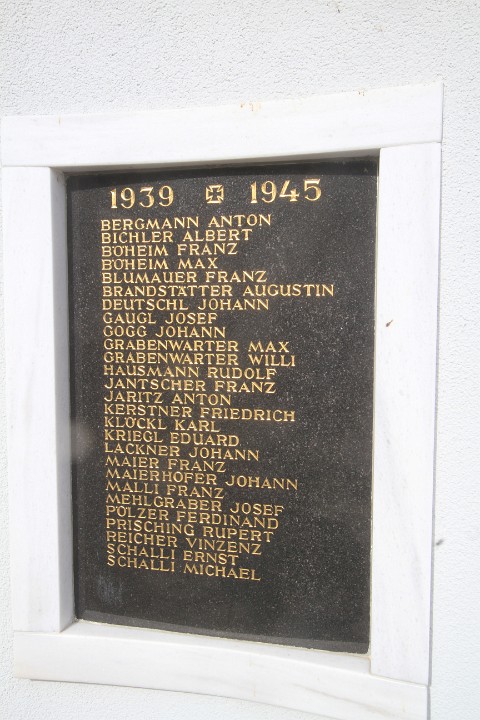 1939 ✠ 1945
BERGMANN ANTON
BICHLER ALBERT
BÖHEIM FRANZ
BÖHEIM MAX
BLUMAUER FRANZ
BRANDSTÄTTER AUGUSTIN
DEUTSCHL JOHANN
GAUGL JOSEF
GOGG JOHANN
GRABENWARTER MAX
GRABENWARTER WILLI
HAUSMANN RUDOLF
JANTSCHER FRANZ
JARITZ ANTON
KERSTNER FRIEDRICH
KLÖCKL KARL
KRIEGL EDUARD
LACKNER JOHANN
MAIER FRANZ
MAIERHOFER JOHANN
MALLI FRANZ
MEHLGRABER JOSEF
PÖLZER FERDINAND
PRISCHING RUPERT
REICHER VINZENZ
SCHALLI ERNST
SCHALLI MICHAEL